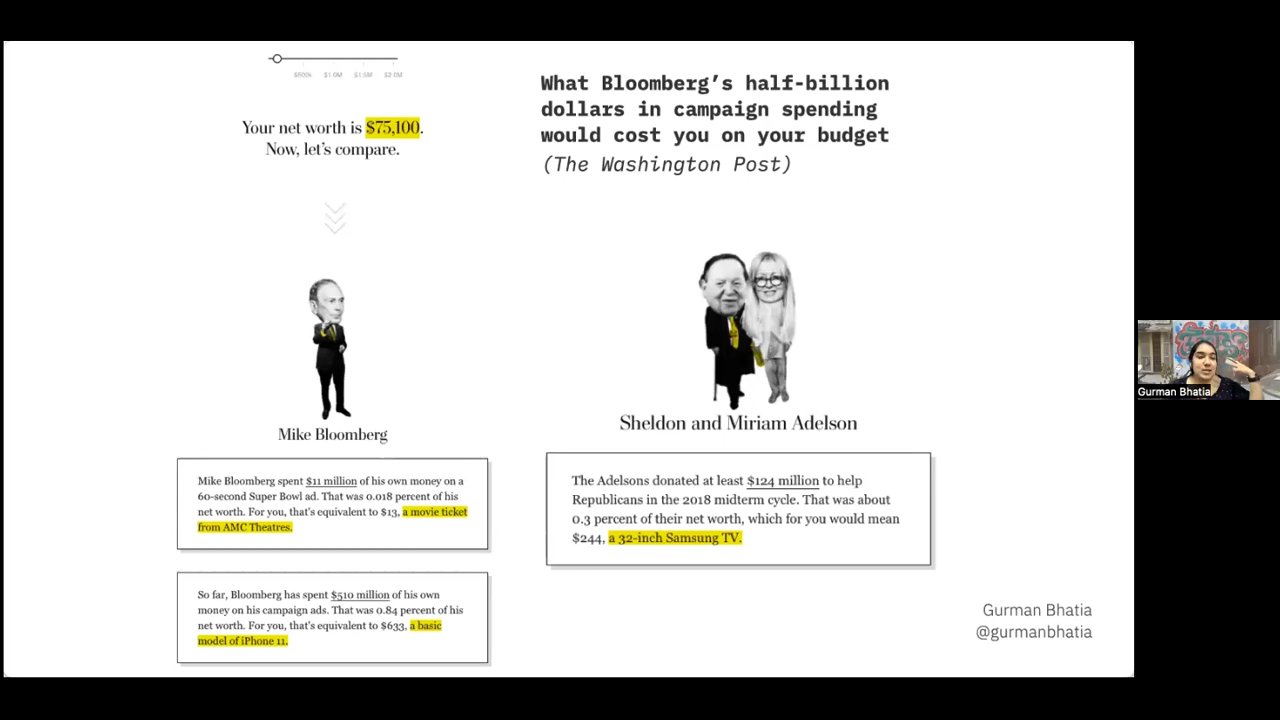 $500k $1.0M $1.5M $2.0M
Your net worth is $75,100.
Now, let's compare.
What Bloomberg's half-billion
dollars in campaign spending
would cost you on your budget
(The Washington Post)
Mike Bloomberg
Mike Bloomberg spent $11 million of his own money on a
60-second Super Bowl ad. That was 0.018 percent of his
net worth. For you, that's equivalent to $13, a movie ticket
from AMC Theatres.
So far, Bloomberg has spent $510 million of his own
money on his campaign ads. That was 0.84 percent of his
net worth. For you, that's equivalent to $633, a basic
model of iPhone 11.
Sheldon and Miriam Adelson
The Adelsons donated at least $124 million to help
Republicans in the 2018 midterm cycle. That was about
0.3 percent of their net worth, which for you would mean
$244, a 32-inch Samsung TV.
Gurman Bhatia
@gurmanbhatia
Gurman Bhatia